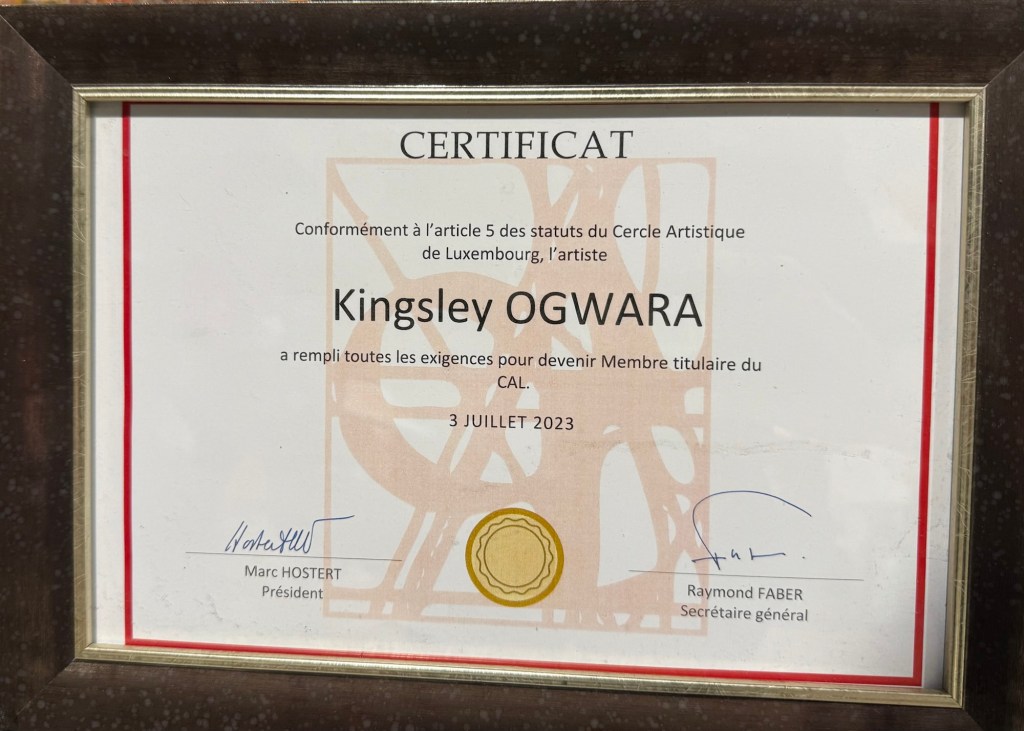 CERTIFICAT
Conformément à l'article 5 des statuts du Cercle Artistique
de Luxembourg, l'artiste
Kingsley OGWARA
a rempli toutes les exigences pour devenir Membre titulaire du
CAL.
3 JUILLET 2023
Marc HOSTERT
Président
Raymond FABER
Secrétaire général